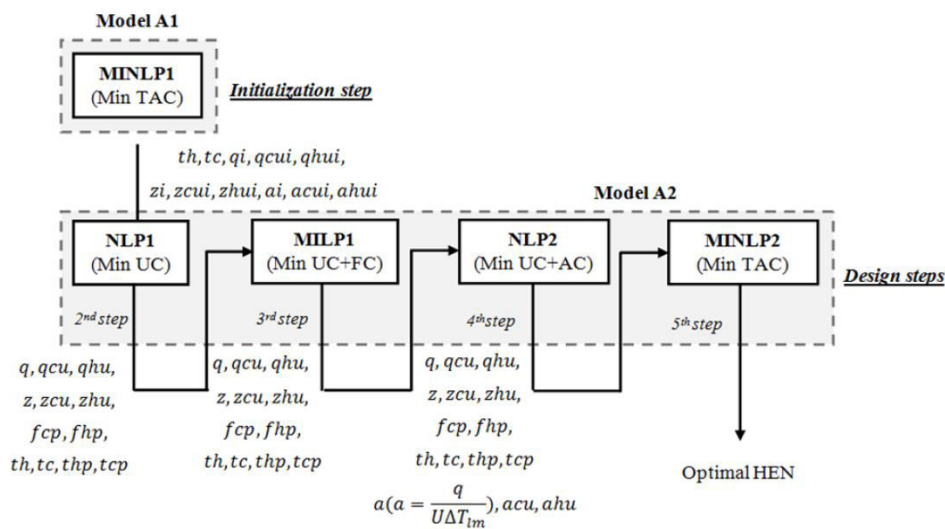 Model A1
MINLP1
(Min TAC)
Initialization step
th, tc, qi, qcui, qhui,
zi, zcui, zhui, ai, acui, ahui
Model A2
NLP1
(Min UC)
MILP1
(Min UC+FC)
NLP2
(Min UC+AC)
MINLP2
(Min TAC)
Design steps
2nd step
3rd step
4th step
5th step
q, qcu, qhu,
z, zcu, zhu,
fcp, fhp,
th, tc, thp, tcp
q, qcu, qhu,
z, zcu, zhu,
fcp, fhp,
th, tc, thp, tcp
q, qcu, qhu,
z, zcu, zhu,
fcp, fhp,
th, tc, thp, tcp
a(a = q / UΔT_lm), acu, ahu
Optimal HEN